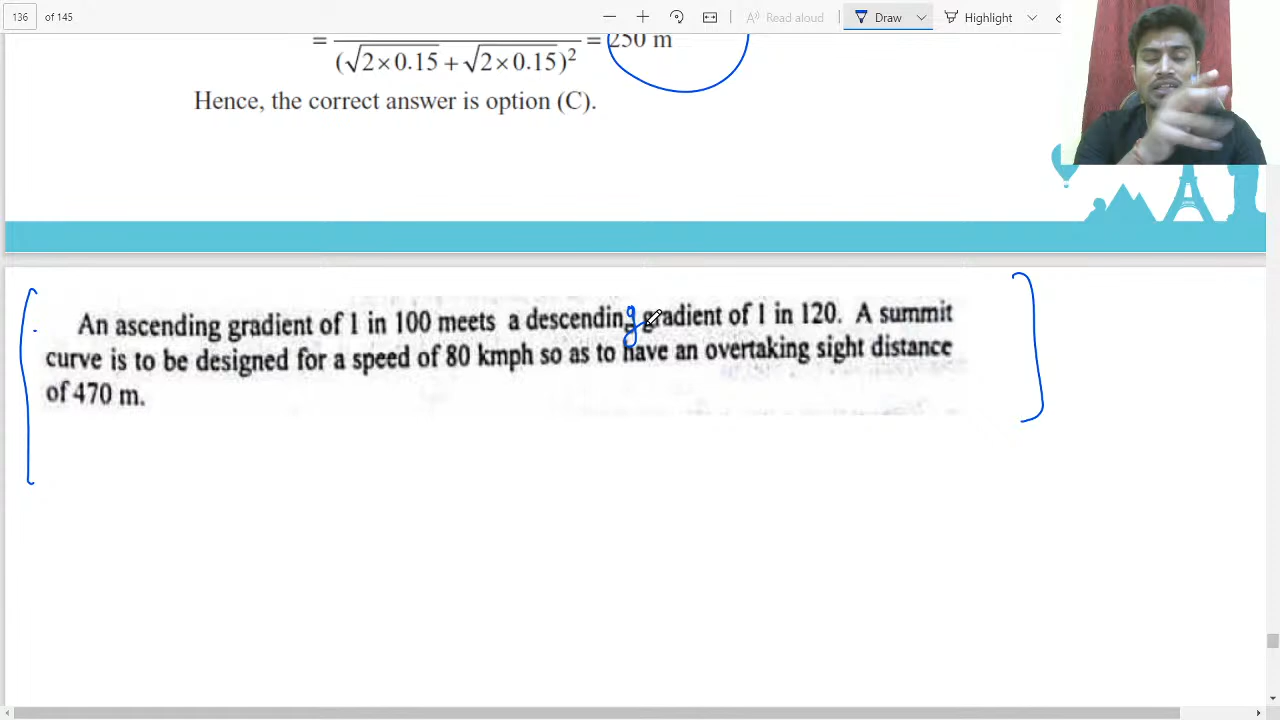 136 of 145
Read aloud
Draw
Highlight
= (√2×0.15 + √2×0.15)² = 250 m
Hence, the correct answer is option (C).
An ascending gradient of 1 in 100 meets a descending gradient of 1 in 120. A summit
curve is to be designed for a speed of 80 kmph so as to have an overtaking sight distance
of 470 m.